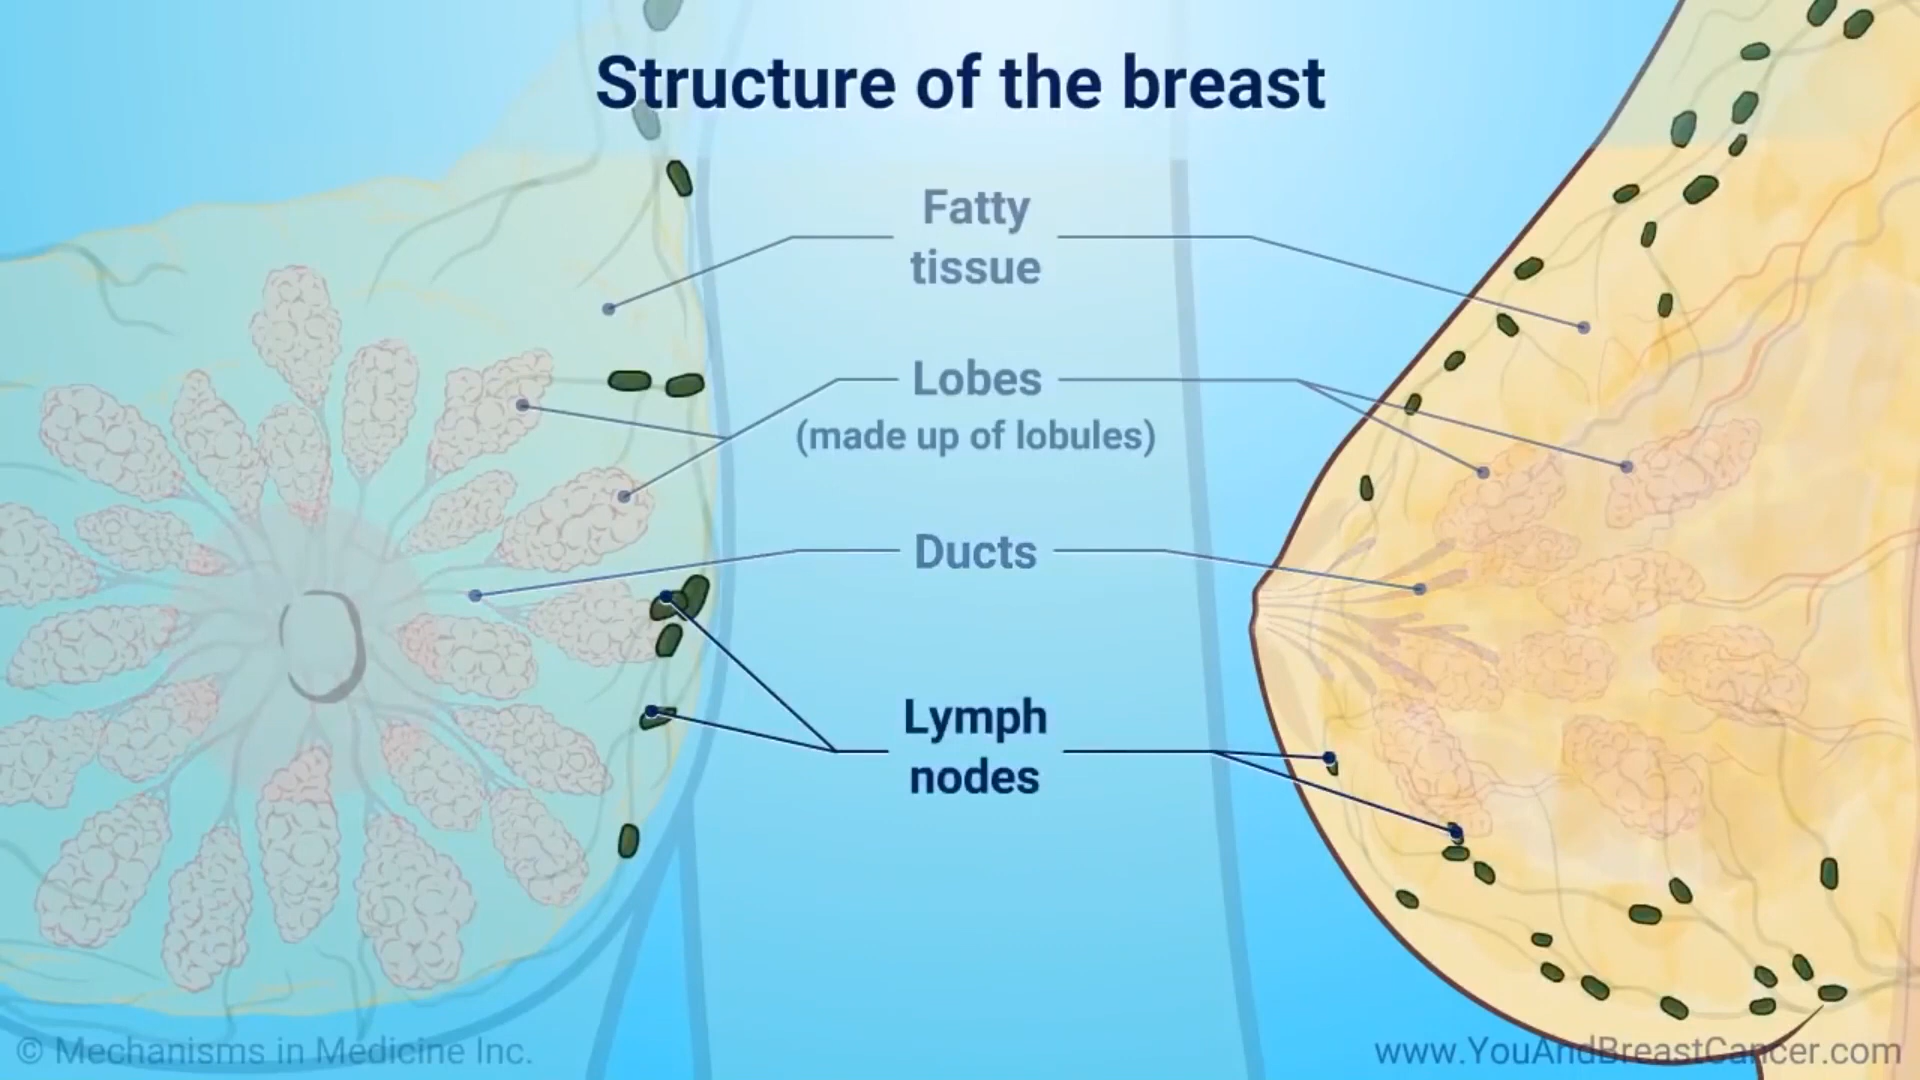 Structure of the breast
Fatty
tissue
Lobes
(made up of lobules)
Ducts
Lymph
nodes
© Mechanisms in Medicine Inc.
www.YouAndBreastCancer.com